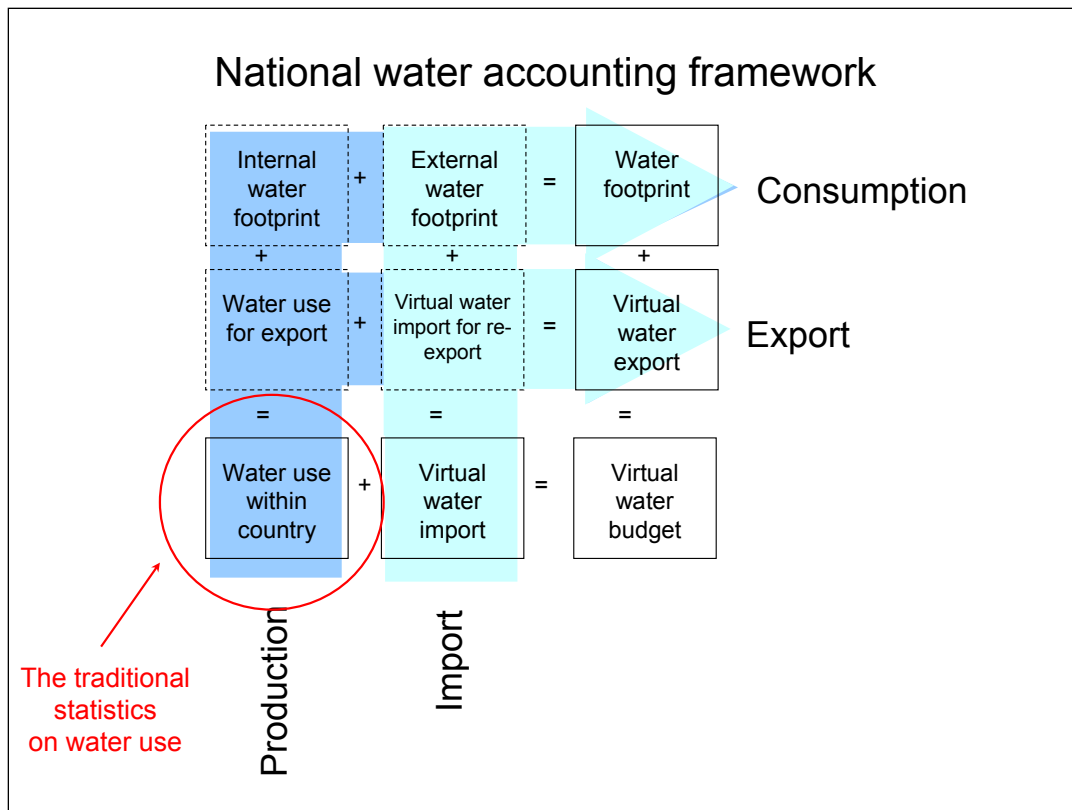 National water accounting framework
Internal
water
footprint
+
External
water
footprint
=
Water
footprint
Consumption
+
+
+
Water use
for export
+
Virtual water
import for re-
export
=
Virtual
water
export
Export
=
=
=
Water use
within
country
+
Virtual
water
import
=
Virtual
water
budget
Production
Import
The traditional
statistics
on water use